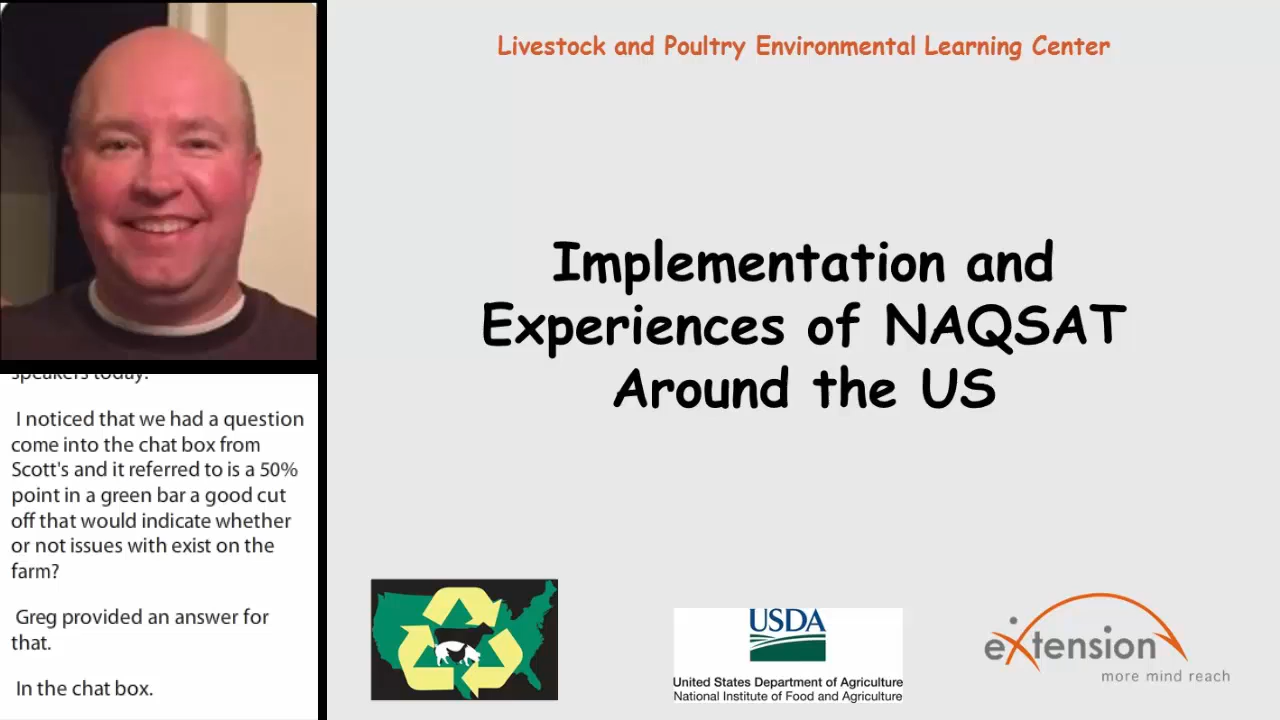 Livestock and Poultry Environmental Learning Center
Implementation and
Experiences of NAQSAT
Around the US
speakers today.
I noticed that we had a question
come into the chat box from
Scott's and it referred to is a 50%
point in a green bar a good cut
off that would indicate whether
or not issues with exist on the
farm?
Greg provided an answer for
that.
In the chat box.
USDA
United States Department of Agriculture
National Institute of Food and Agriculture
eXtension
more mind reach